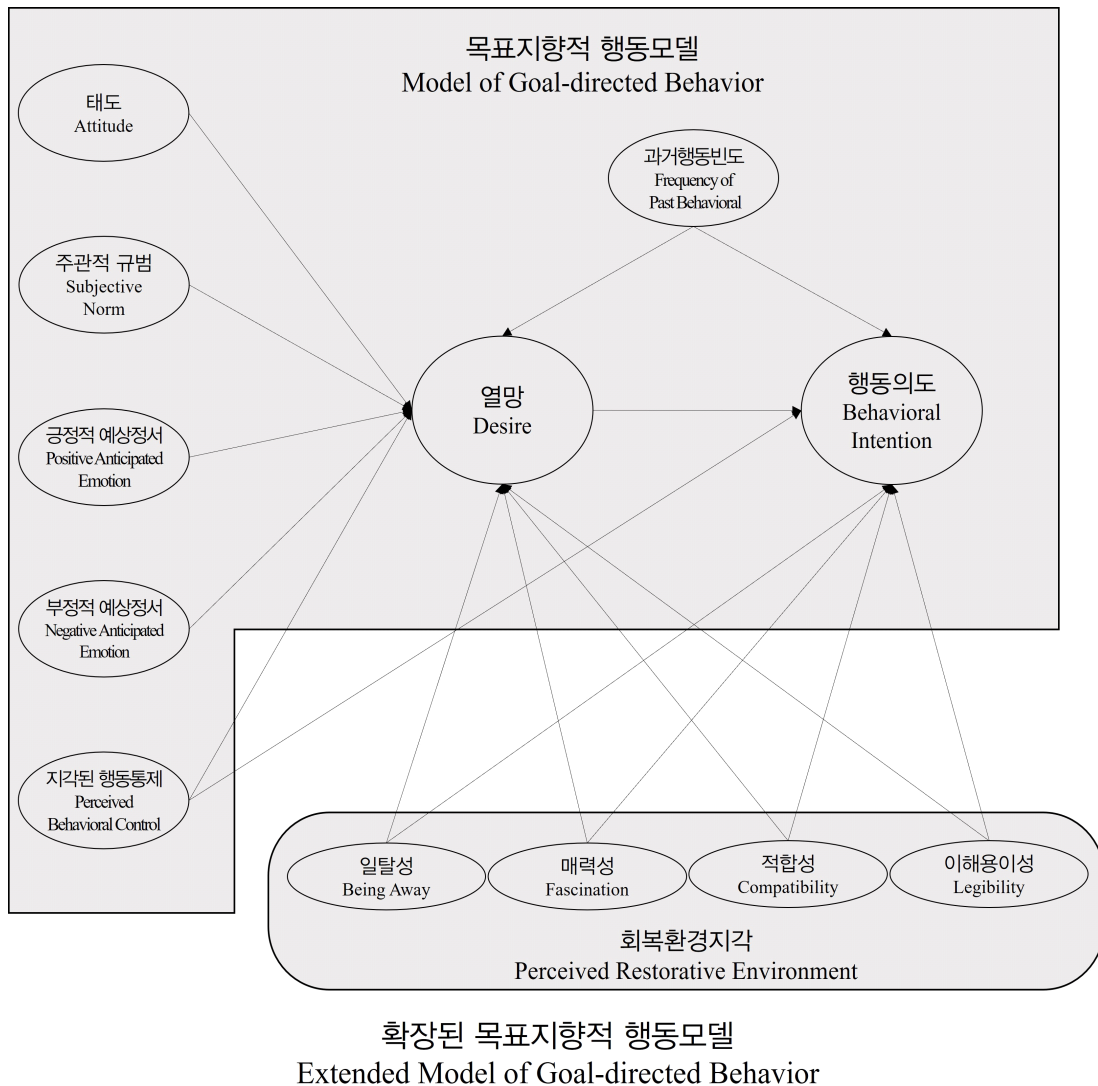 목표지향적 행동모델
Model of Goal-directed Behavior
태도
Attitude
과거행동빈도
Frequency of
Past Behavioral
주관적 규범
Subjective
Norm
열망
Desire
행동의도
Behavioral
Intention
긍정적 예상정서
Positive Anticipated
Emotion
부정적 예상정서
Negative Anticipated
Emotion
지각된 행동통제
Perceived
Behavioral Control
일탈성
Being Away
매력성
Fascination
적합성
Compatibility
이해용이성
Legibility
회복환경지각
Perceived Restorative Environment
확장된 목표지향적 행동모델
Extended Model of Goal-directed Behavior